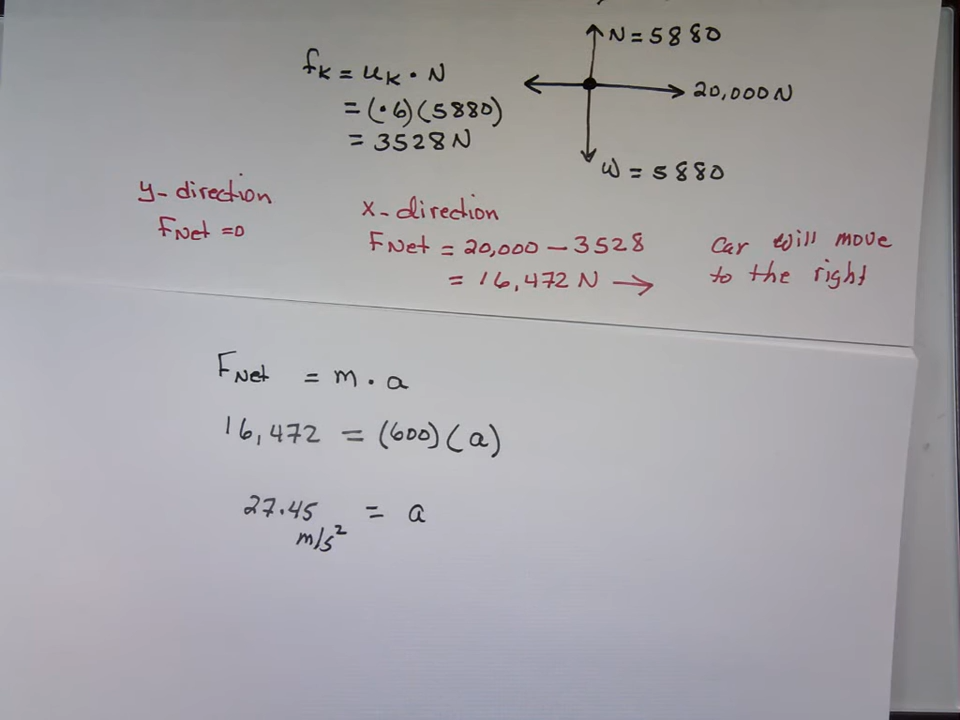 N = 5880
fK = uK • N
= (.6)(5880)
= 3528 N
20,000 N
W = 5880
y-direction
FNet = 0
x-direction
FNet = 20,000 - 3528
= 16,472 N →
Car will move
to the right
FNet = m • a
16,472 = (600)(a)
27.45 = a
m/s²